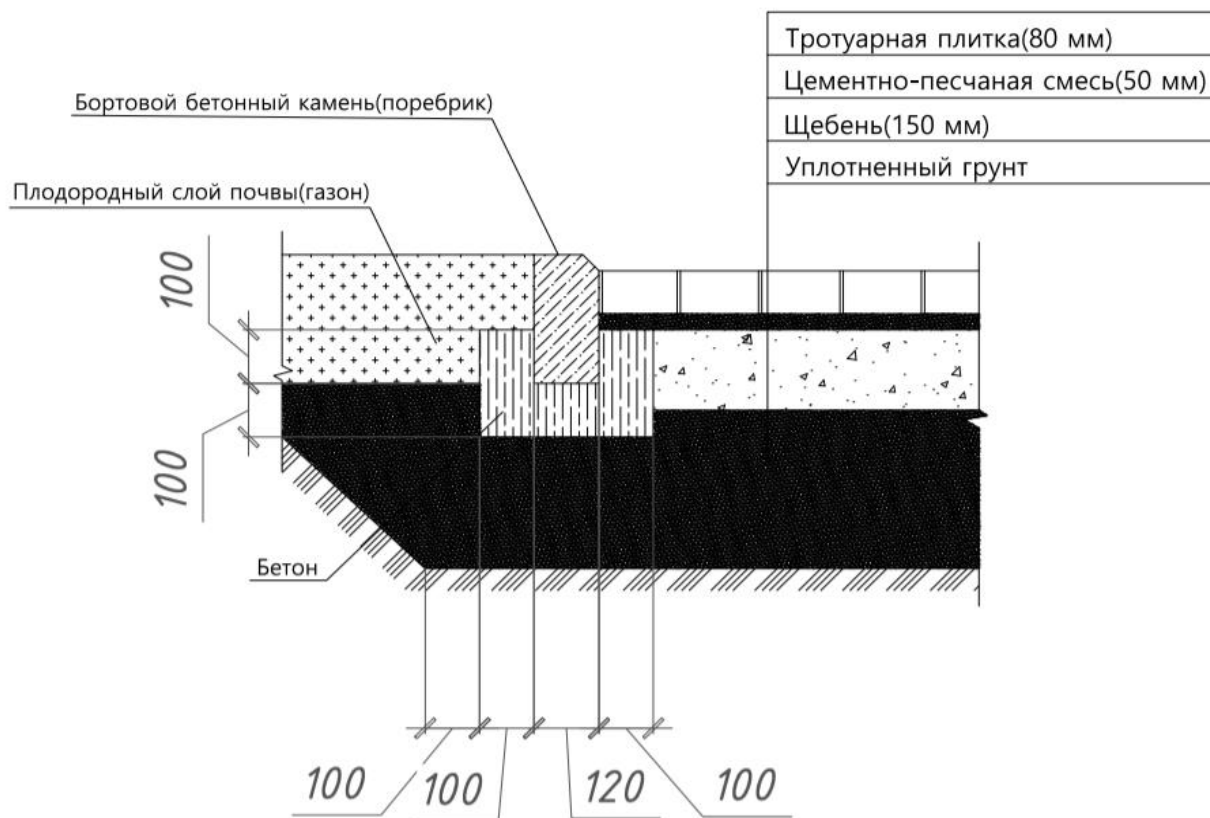 Тротуарная плитка(80 мм)
Цементно-песчаная смесь(50 мм)
Щебень(150 мм)
Уплотненный грунт
Бортовой бетонный камень(поребрик)
Плодородный слой почвы(газон)
100
100
Бетон
100
100
120
100